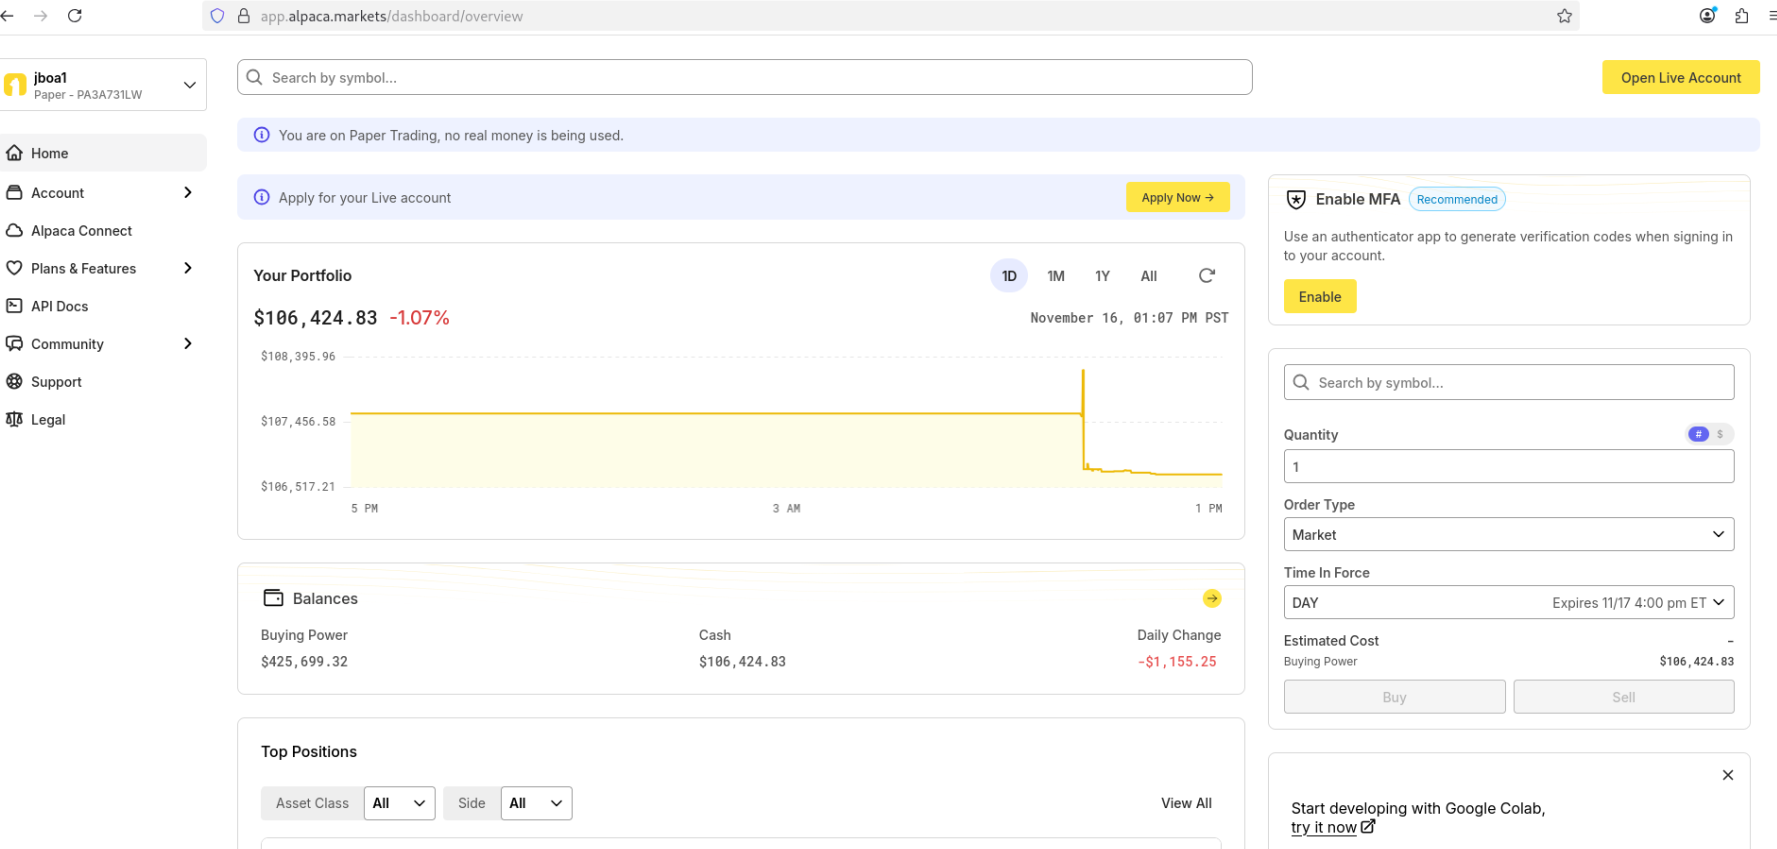 app.alpaca.markets/dashboard/overview
jboa1
Paper - PA3A731LW
Search by symbol...
Open Live Account
You are on Paper Trading, no real money is being used.
Home
Account
Alpaca Connect
Plans & Features
API Docs
Community
Support
Legal
Apply for your Live account
Apply Now →
Your Portfolio
1D 1M 1Y All
$106,424.83 -1.07%
November 16, 01:07 PM PST
$108,395.96
$107,456.58
$106,517.21
5 PM 3 AM 1 PM
Balances
Buying Power Cash Daily Change
$425,699.32 $106,424.83 -$1,155.25
Top Positions
Asset Class All Side All View All
Enable MFA Recommended
Use an authenticator app to generate verification codes when signing in
to your account.
Enable
Search by symbol...
Quantity # $
1
Order Type
Market
Time In Force
DAY Expires 11/17 4:00 pm ET
Estimated Cost –
Buying Power $106,424.83
Buy Sell
Start developing with Google Colab,
try it now